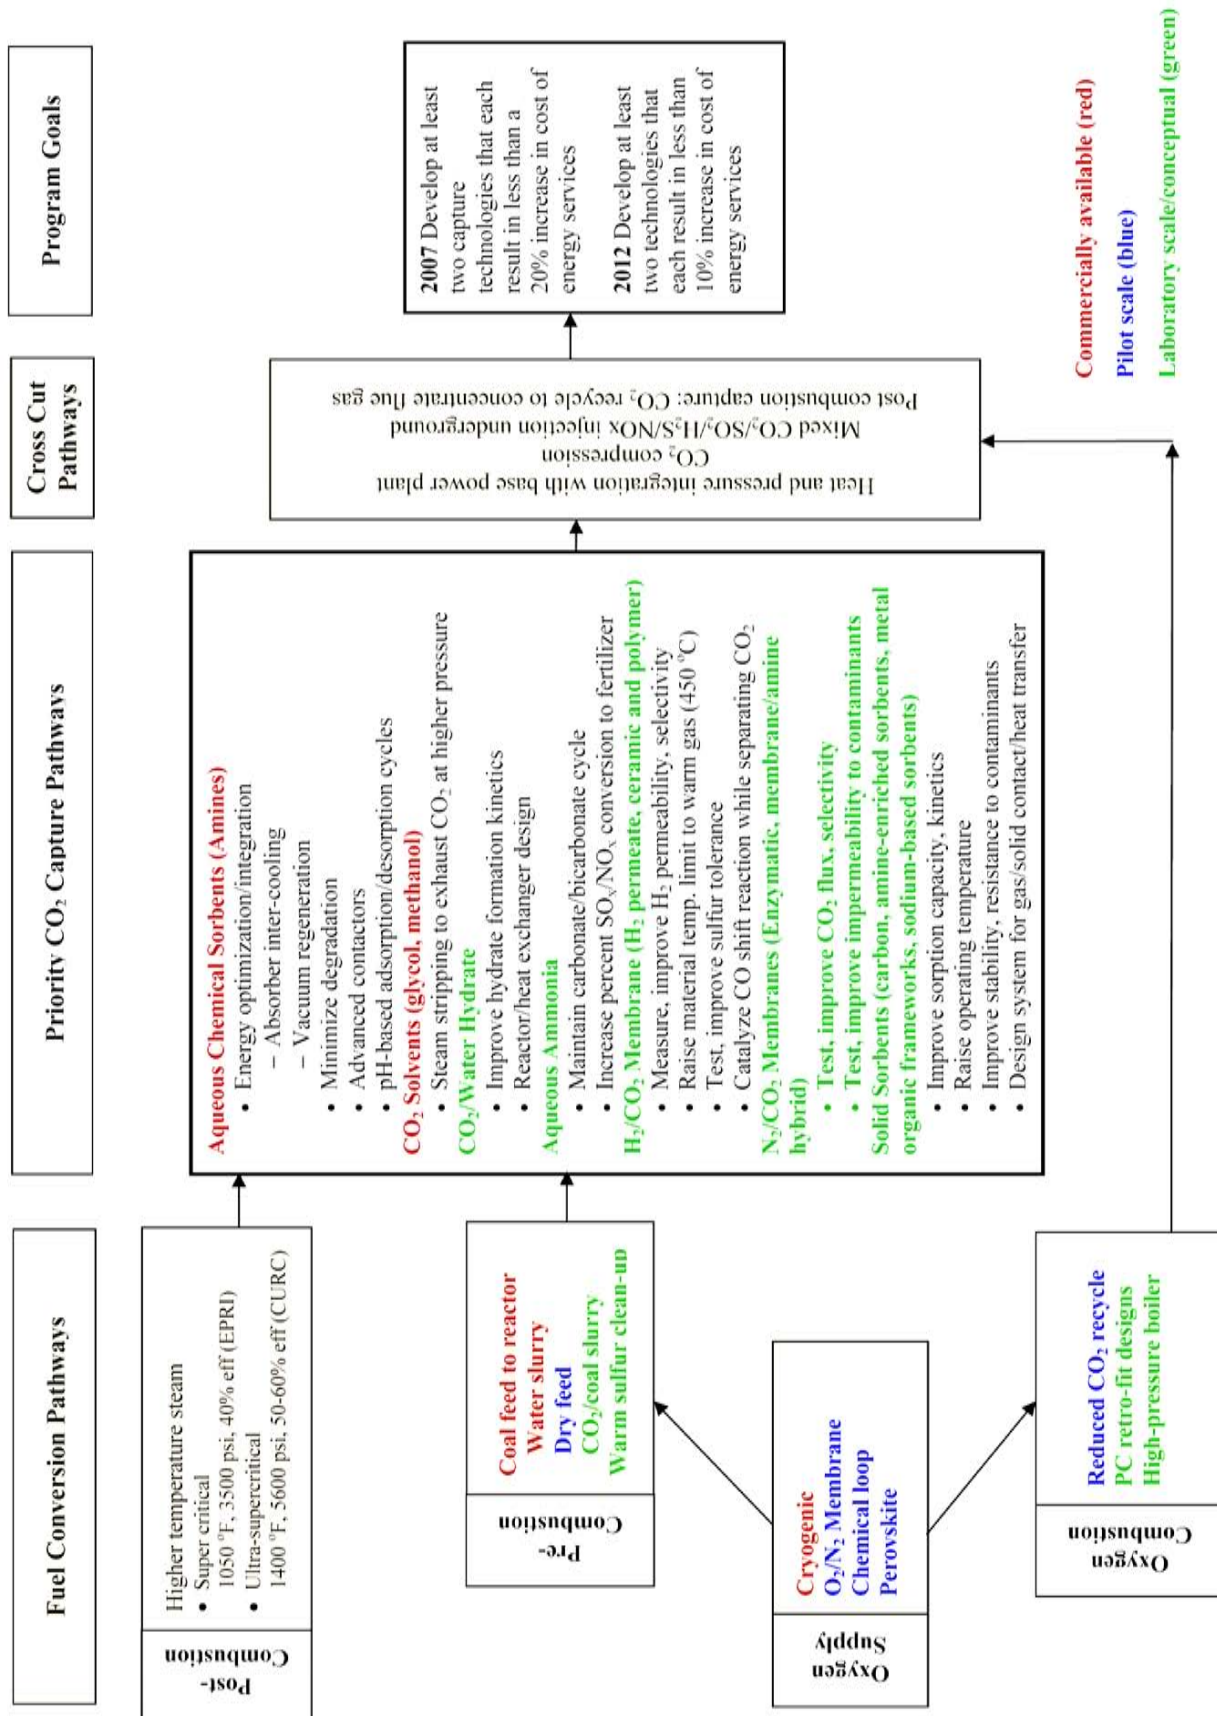 Fuel Conversion Pathways
Priority CO₂ Capture Pathways
Cross Cut
Pathways
Program Goals
Post-
Combustion
Higher temperature steam
• Super critical
1050 °F, 3500 psi, 40% eff (EPRI)
• Ultra-supercritical
1400 °F, 5600 psi, 50-60% eff (CURC)
Pre-
Combustion
Coal feed to reactor
Water slurry
Dry feed
CO₂/coal slurry
Warm sulfur clean-up
Oxygen
Supply
Cryogenic
O₂/N₂ Membrane
Chemical loop
Perovskite
Oxygen
Combustion
Reduced CO₂ recycle
PC retro-fit designs
High-pressure boiler
Aqueous Chemical Sorbents (Amines)
• Energy optimization/integration
– Absorber inter-cooling
– Vacuum regeneration
• Minimize degradation
• Advanced contactors
• pH-based adsorption/desorption cycles
CO₂ Solvents (glycol, methanol)
• Steam stripping to exhaust CO₂ at higher pressure
CO₂/Water Hydrate
• Improve hydrate formation kinetics
• Reactor/heat exchanger design
Aqueous Ammonia
• Maintain carbonate/bicarbonate cycle
• Increase percent SOₓ/NOₓ conversion to fertilizer
H₂/CO₂ Membrane (H₂ permeate, ceramic and polymer)
• Measure, improve H₂ permeability, selectivity
• Raise material temp. limit to warm gas (450 °C)
• Test, improve sulfur tolerance
• Catalyze CO shift reaction while separating CO₂
N₂/CO₂ Membranes (Enzymatic, membrane/amine
hybrid)
• Test, improve CO₂ flux, selectivity
• Test, improve impermeability to contaminants
Solid Sorbents (carbon, amine-enriched sorbents, metal
organic frameworks, sodium-based sorbents)
• Improve sorption capacity, kinetics
• Raise operating temperature
• Improve stability, resistance to contaminants
• Design system for gas/solid contact/heat transfer
Heat and pressure integration with base power plant
CO₂ compression
Mixed CO₂/SO₂/H₂S/NOx injection underground
Post combustion capture: CO₂ recycle to concentrate flue gas
2007 Develop at least
two capture
technologies that each
result in less than a
20% increase in cost of
energy services
2012 Develop at least
two technologies that
each result in less than
10% increase in cost of
energy services
Commercially available (red)
Pilot scale (blue)
Laboratory scale/conceptual (green)